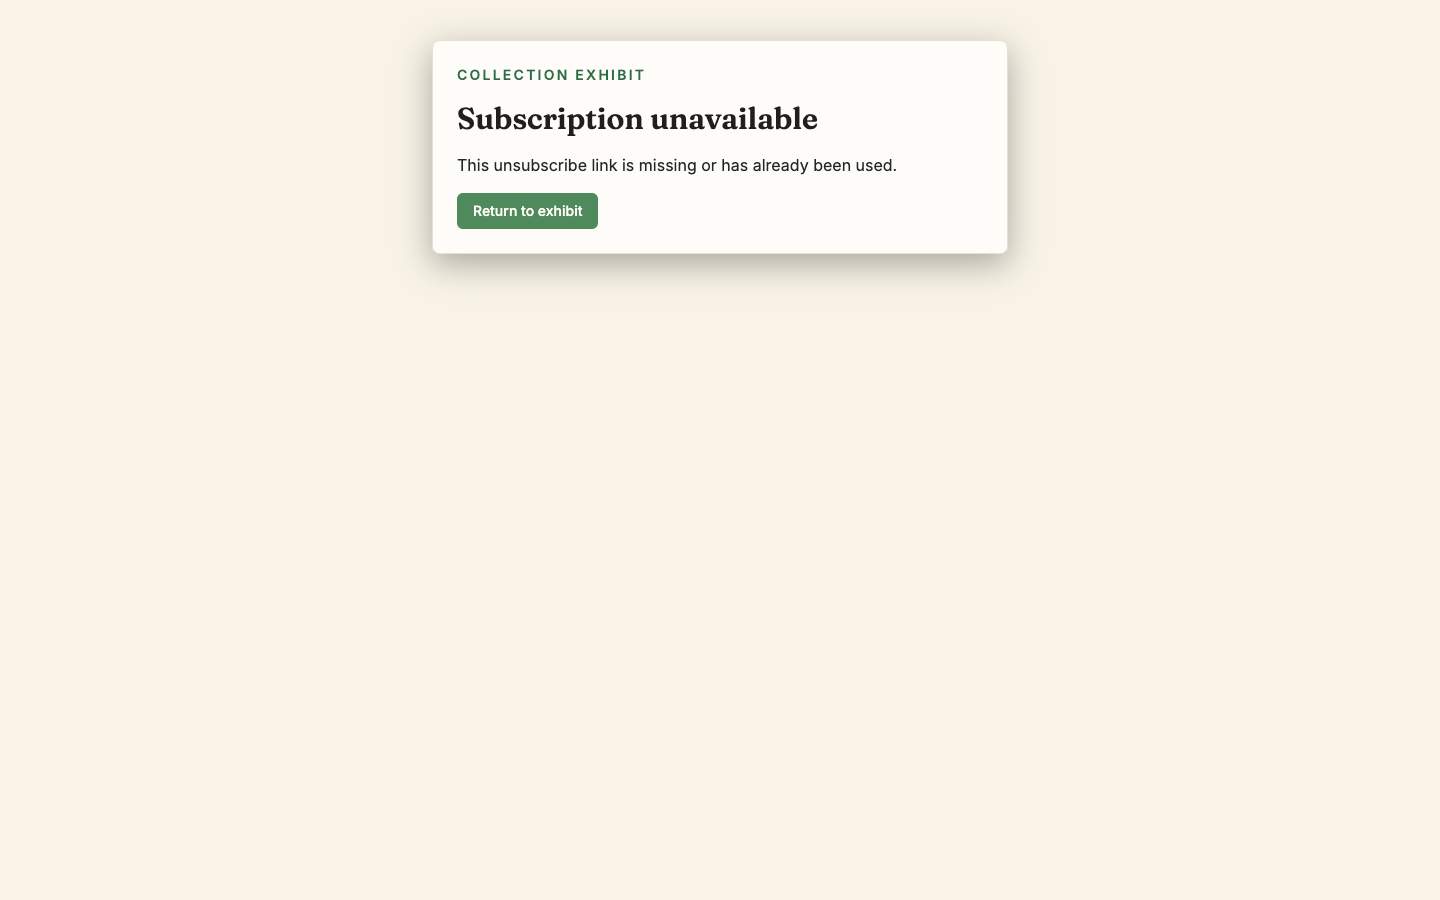 COLLECTION EXHIBIT
Subscription unavailable
This unsubscribe link is missing or has already been used.
Return to exhibit